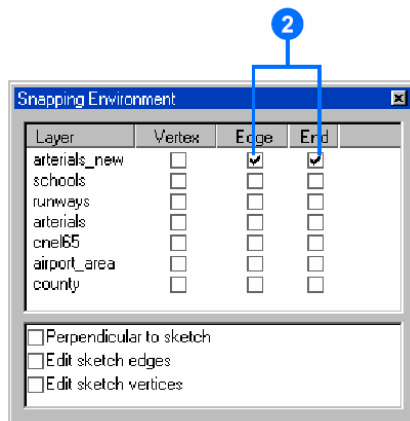 2
Snapping Environment
Layer Vertex Edge End
arterials_new
schools
runways
arterials
cnel65
airport_area
county
Perpendicular to sketch
Edit sketch edges
Edit sketch vertices